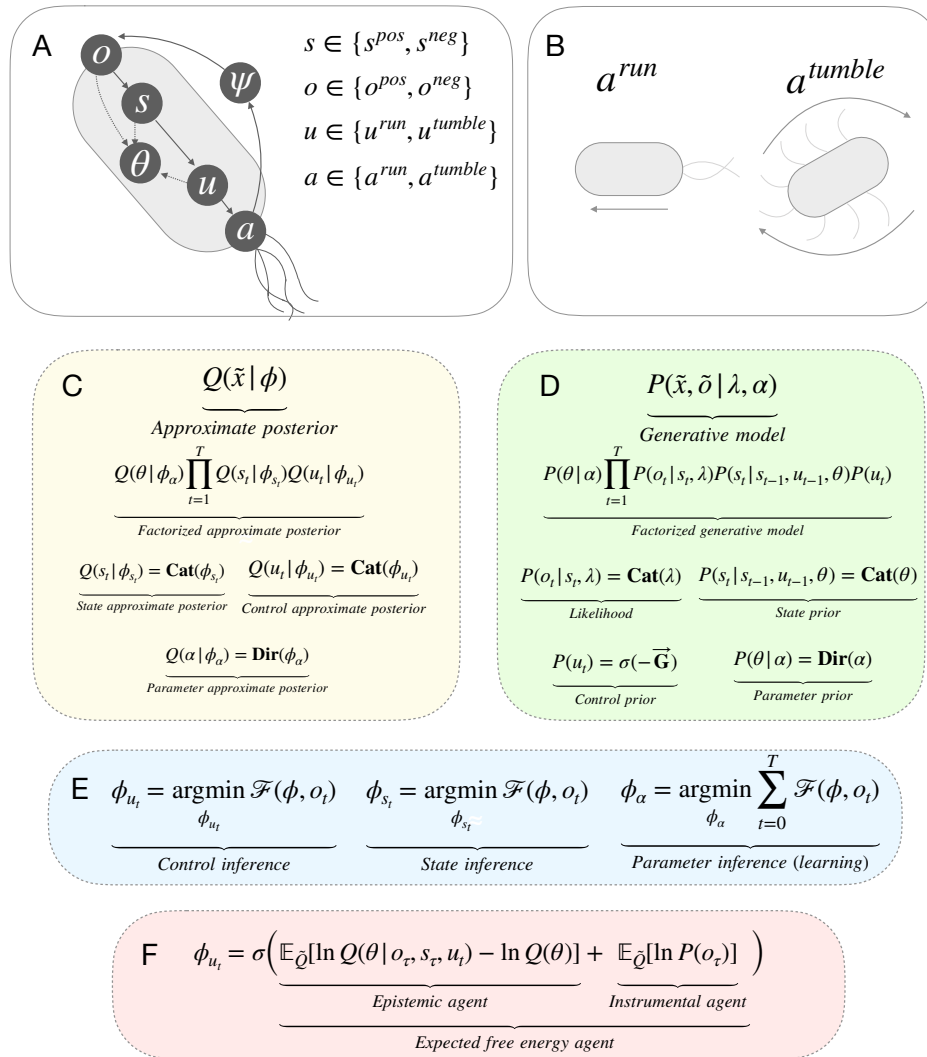 A
o
s
θ
u
a
ψ
s ∈ {s^{pos}, s^{neg}}
o ∈ {o^{pos}, o^{neg}}
u ∈ {u^{run}, u^{tumble}}
a ∈ {a^{run}, a^{tumble}}
B
a^{run}
a^{tumble}
C
Q(x̃ | ϕ)
Approximate posterior
Q(θ | ϕ_α) ∏_{t=1}^{T} Q(s_t | ϕ_{s_t})Q(u_t | ϕ_{u_t})
Factorized approximate posterior
Q(s_t | ϕ_{s_t}) = Cat(ϕ_{s_t})
State approximate posterior
Q(u_t | ϕ_{u_t}) = Cat(ϕ_{u_t})
Control approximate posterior
Q(α | ϕ_α) = Dir(ϕ_α)
Parameter approximate posterior
D
P(x̃, õ | λ, α)
Generative model
P(θ | α) ∏_{t=1}^{T} P(o_t | s_t, λ)P(s_t | s_{t−1}, u_{t−1}, θ)P(u_t)
Factorized generative model
P(o_t | s_t, λ) = Cat(λ)
Likelihood
P(s_t | s_{t−1}, u_{t−1}, θ) = Cat(θ)
State prior
P(u_t) = σ(−\overrightarrow{G})
Control prior
P(θ | α) = Dir(α)
Parameter prior
E
ϕ_{u_t} = argmin_{ϕ_{u_t}} ℱ(ϕ, o_t)
Control inference
ϕ_{s_t} = argmin_{ϕ_{s_t}} ℱ(ϕ, o_t)
State inference
ϕ_α = argmin_{ϕ_α} ∑_{t=0}^{T} ℱ(ϕ, o_t)
Parameter inference (learning)
F
ϕ_{u_t} = σ(𝔼_{Q̃}[ln Q(θ | o_τ, s_τ, u_t) − ln Q(θ)] + 𝔼_{Q̃}[ln P(o_τ)])
Epistemic agent
Instrumental agent
Expected free energy agent